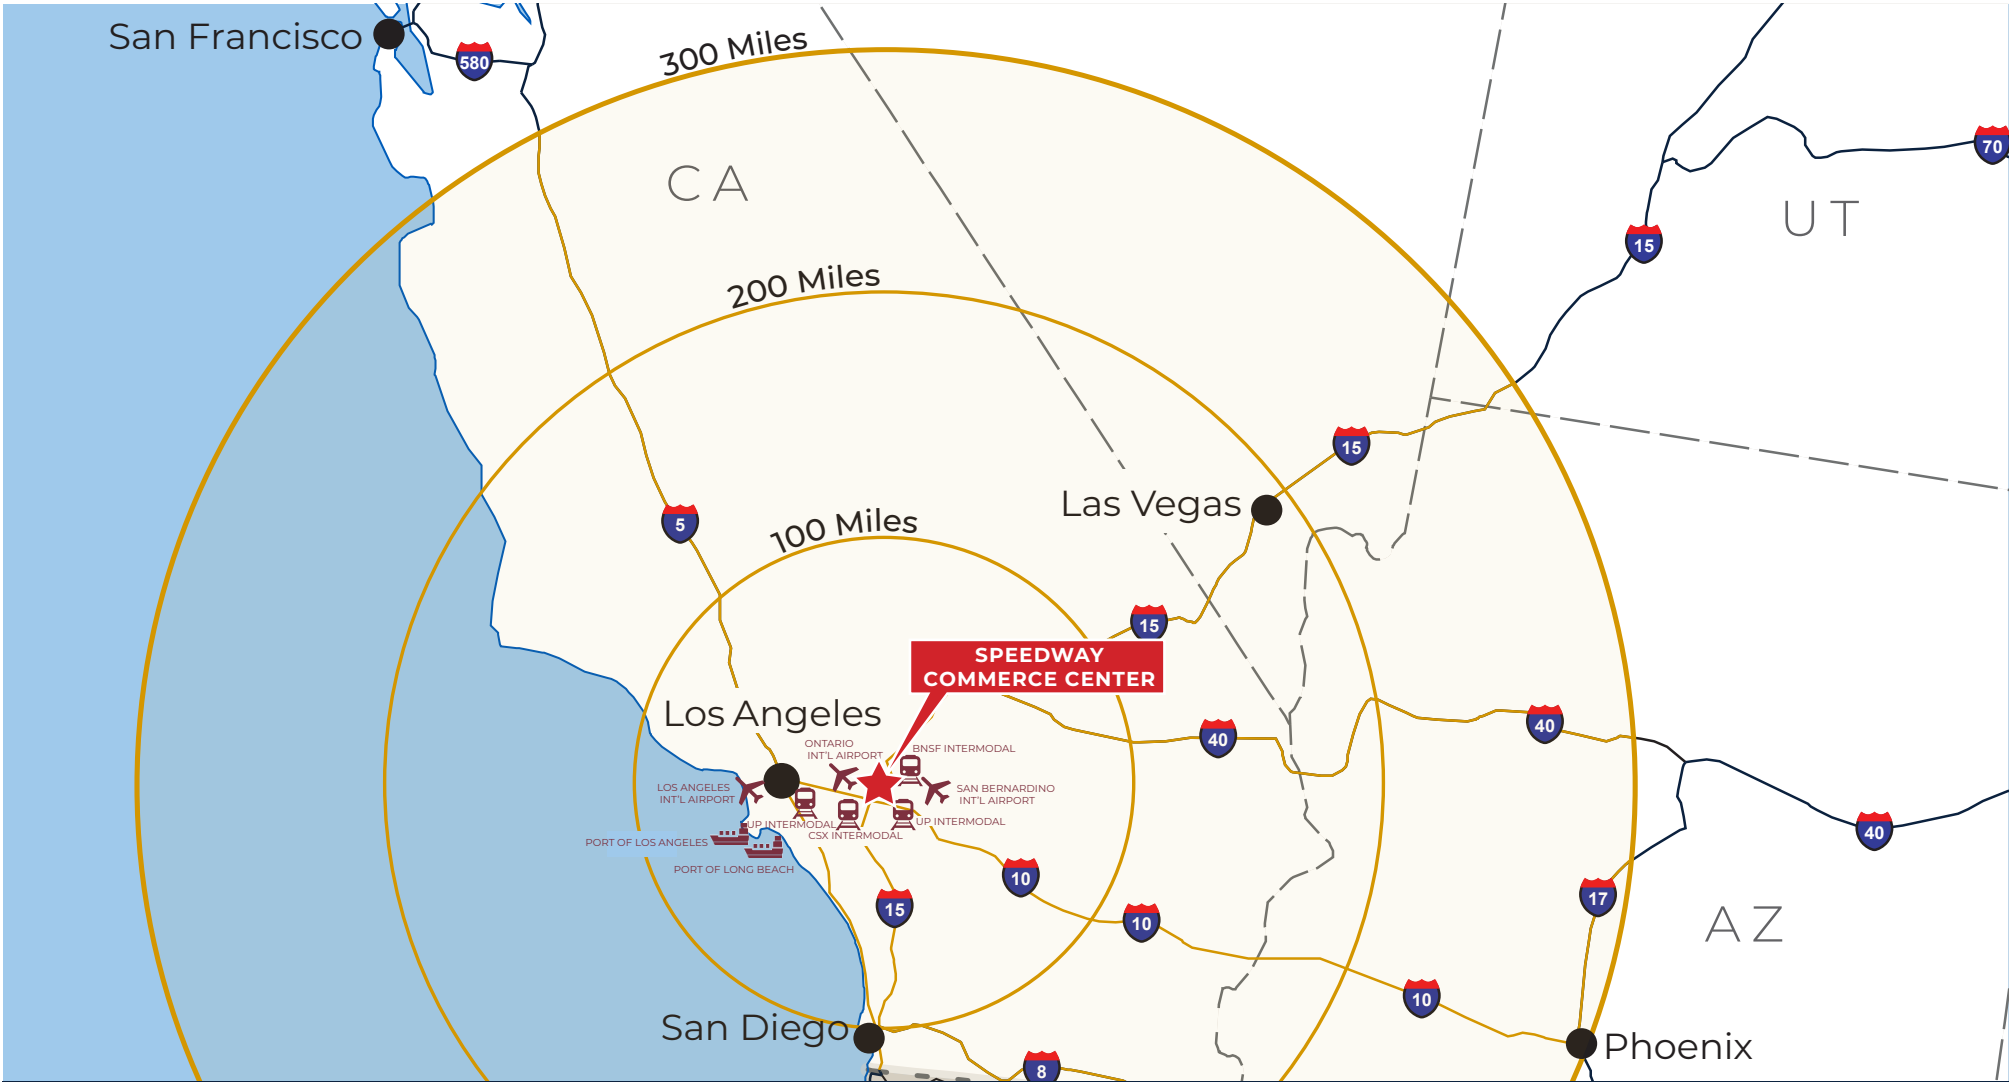 San Francisco
580
300 Miles
70
CA
UT
15
200 Miles
15
Las Vegas
5
100 Miles
15
SPEEDWAY
COMMERCE CENTER
Los Angeles
40
40
ONTARIO
INT'L AIRPORT
BNSF INTERMODAL
LOS ANGELES
INT'L AIRPORT
SAN BERNARDINO
INT'L AIRPORT
UP INTERMODAL
UP INTERMODAL
CSX INTERMODAL
PORT OF LOS ANGELES
PORT OF LONG BEACH
40
10
17
15
10
AZ
10
San Diego
Phoenix
8